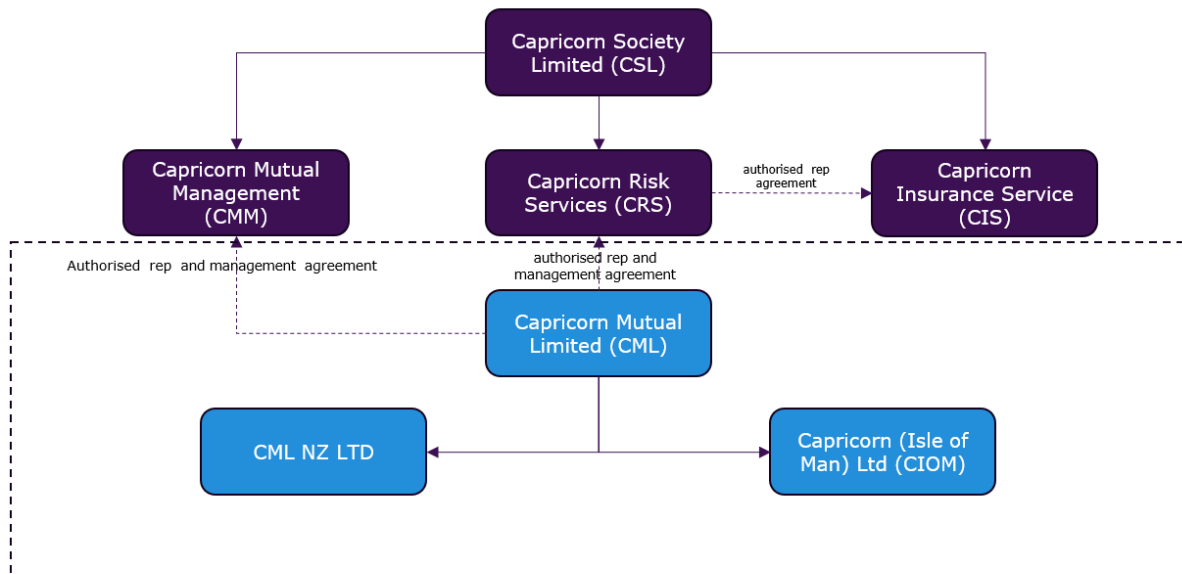 Capricorn Society
Limited (CSL)
Capricorn Mutual
Management
(CMM)
Capricorn Risk
Services (CRS)
authorised rep
agreement
Capricorn
Insurance Service
(CIS)
Authorised rep and management agreement
authorised rep and
management agreement
Capricorn Mutual
Limited (CML)
CML NZ LTD
Capricorn (Isle of
Man) Ltd (CIOM)